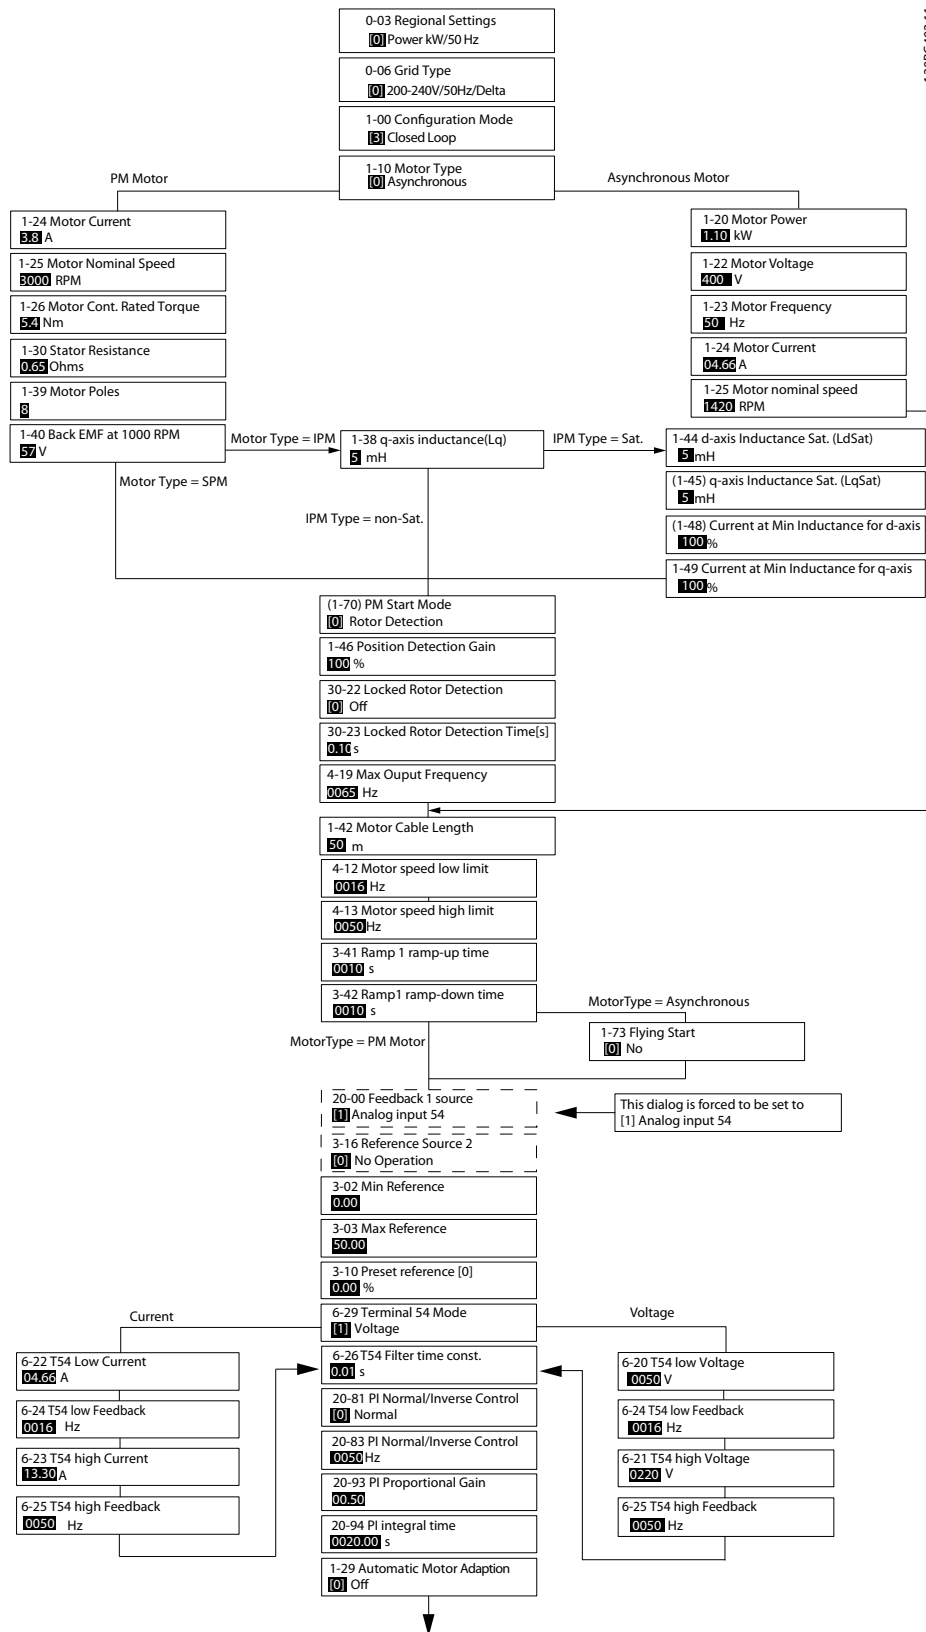 0-03 Regional Settings
[0] Power kW/50 Hz
0-06 Grid Type
[0] 200-240V/50Hz/Delta
1-00 Configuration Mode
[3] Closed Loop
1-10 Motor Type
[0] Asynchronous
PM Motor
Asynchronous Motor
1-24 Motor Current
3.8 A
1-25 Motor Nominal Speed
3000 RPM
1-26 Motor Cont. Rated Torque
5.4 Nm
1-30 Stator Resistance
0.65 Ohms
1-39 Motor Poles
8
1-40 Back EMF at 1000 RPM
57 V
1-20 Motor Power
1.10 kW
1-22 Motor Voltage
400 V
1-23 Motor Frequency
50 Hz
1-24 Motor Current
04.66 A
1-25 Motor nominal speed
1420 RPM
Motor Type = IPM
1-38 q-axis inductance(Lq)
5 mH
IPM Type = Sat.
1-44 d-axis Inductance Sat. (LdSat)
5 mH
(1-45) q-axis Inductance Sat. (LqSat)
5 mH
(1-48) Current at Min Inductance for d-axis
100 %
1-49 Current at Min Inductance for q-axis
100 %
Motor Type = SPM
IPM Type = non-Sat.
(1-70) PM Start Mode
[0] Rotor Detection
1-46 Position Detection Gain
100 %
30-22 Locked Rotor Detection
[0] Off
30-23 Locked Rotor Detection Time[s]
0.10 s
4-19 Max Ouput Frequency
0065 Hz
1-42 Motor Cable Length
50 m
4-12 Motor speed low limit
0016 Hz
4-13 Motor speed high limit
0050 Hz
3-41 Ramp 1 ramp-up time
0010 s
3-42 Ramp1 ramp-down time
0010 s
MotorType = Asynchronous
1-73 Flying Start
[0] No
MotorType = PM Motor
20-00 Feedback 1 source
[1] Analog input 54
This dialog is forced to be set to
[1] Analog input 54
3-16 Reference Source 2
[0] No Operation
3-02 Min Reference
0.00
3-03 Max Reference
50.00
3-10 Preset reference [0]
0.00 %
6-29 Terminal 54 Mode
[1] Voltage
Current
Voltage
6-22 T54 Low Current
04.66 A
6-24 T54 low Feedback
0016 Hz
6-23 T54 high Current
13.30 A
6-25 T54 high Feedback
0050 Hz
6-26 T54 Filter time const.
0.01 s
20-81 PI Normal/Inverse Control
[0] Normal
20-83 PI Normal/Inverse Control
0050 Hz
20-93 PI Proportional Gain
00.50
20-94 PI integral time
0020.00 s
1-29 Automatic Motor Adaption
[0] Off
6-20 T54 low Voltage
0050 V
6-24 T54 low Feedback
0016 Hz
6-21 T54 high Voltage
0220 V
6-25 T54 high Feedback
0050 Hz